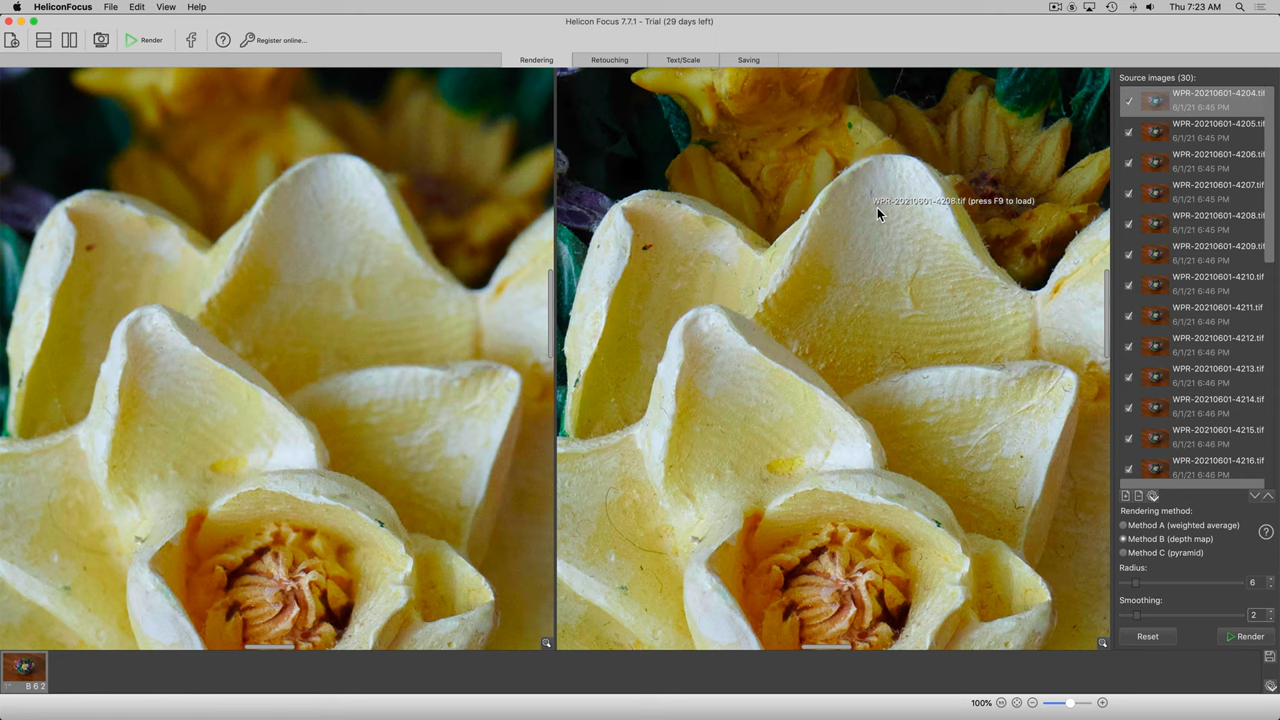 HeliconFocus File Edit View Help Thu 7:23 AM
Helicon Focus 7.7.1 - Trial (29 days left)
Render Register online...
Rendering Retouching Text/Scale Saving
Source images (30):
WPR-20210601-4204.tif
6/1/21 6:45 PM
WPR-20210601-4205.tif
6/1/21 6:45 PM
WPR-20210601-4206.tif
6/1/21 6:45 PM
WPR-20210601-4207.tif
6/1/21 6:45 PM
WPR-20210601-4208.tif
6/1/21 6:45 PM
WPR-20210601-4209.tif
6/1/21 6:46 PM
WPR-20210601-4210.tif
6/1/21 6:46 PM
WPR-20210601-4211.tif
6/1/21 6:46 PM
WPR-20210601-4212.tif
6/1/21 6:46 PM
WPR-20210601-4213.tif
6/1/21 6:46 PM
WPR-20210601-4214.tif
6/1/21 6:46 PM
WPR-20210601-4215.tif
6/1/21 6:46 PM
WPR-20210601-4216.tif
6/1/21 6:46 PM
WPR-20210601-4208.tif (press F9 to load)
Rendering method:
Method A (weighted average)
Method B (depth map)
Method C (pyramid)
Radius:
6
Smoothing:
2
Reset Render
B 6 2
100%